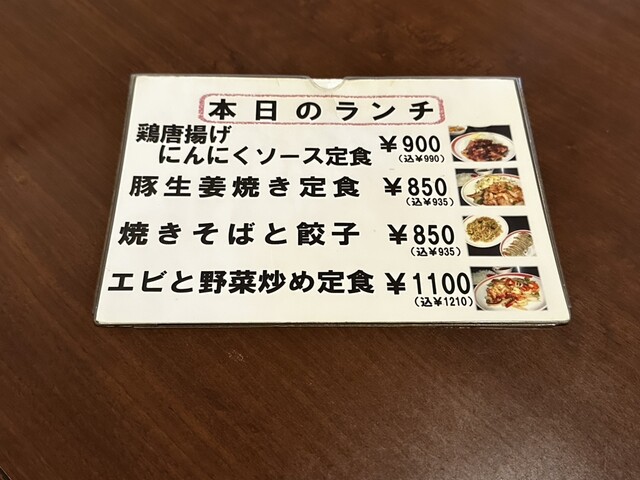 本日のランチ
鶏唐揚げ
にんにくソース定食 ¥900
(込¥990)
豚生姜焼き定食 ¥850
(込¥935)
焼きそばと餃子 ¥850
(込¥935)
エビと野菜炒め定食 ¥1100
(込¥1210)